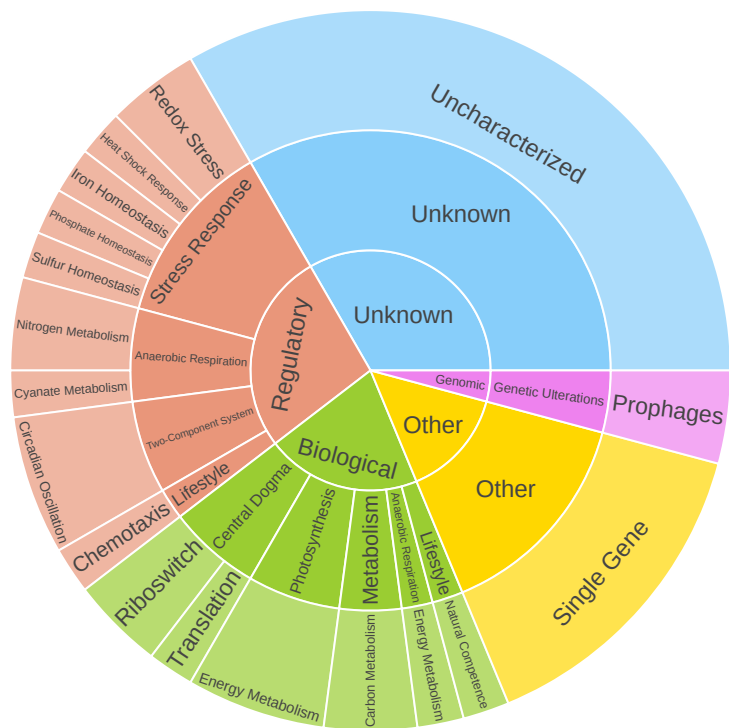 Uncharacterized
Unknown
Unknown
Redox Stress
Heat Shock Response
Iron Homeostasis
Phosphate Homeostasis
Sulfur Homeostasis
Nitrogen Metabolism
Cyanate Metabolism
Circadian Oscillation
Chemotaxis
Stress Response
Anaerobic Respiration
Two-Component System
Lifestyle
Regulatory
Biological
Central Dogma
Photosynthesis
Metabolism
Anaerobic Respiration
Lifestyle
Riboswitch
Translation
Energy Metabolism
Carbon Metabolism
Energy Metabolism
Natural Competence
Other
Other
Single Gene
Genomic
Genetic Ulterations
Prophages